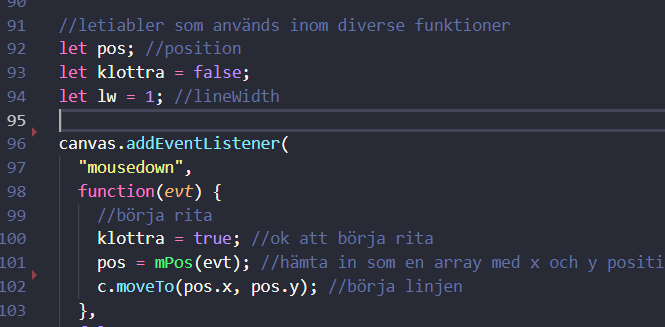 90
91 //letiabler som används inom diverse funktioner
92 let pos; //position
93 let klottra = false;
94 let lw = 1; //lineWidth
95
96 canvas.addEventListener(
97 "mousedown",
98 function(evt) {
99 //börja rita
100 klottra = true; //ok att börja rita
101 pos = mPos(evt); //hämta in som en array med x och y positi
102 c.moveTo(pos.x, pos.y); //börja linjen
103 },